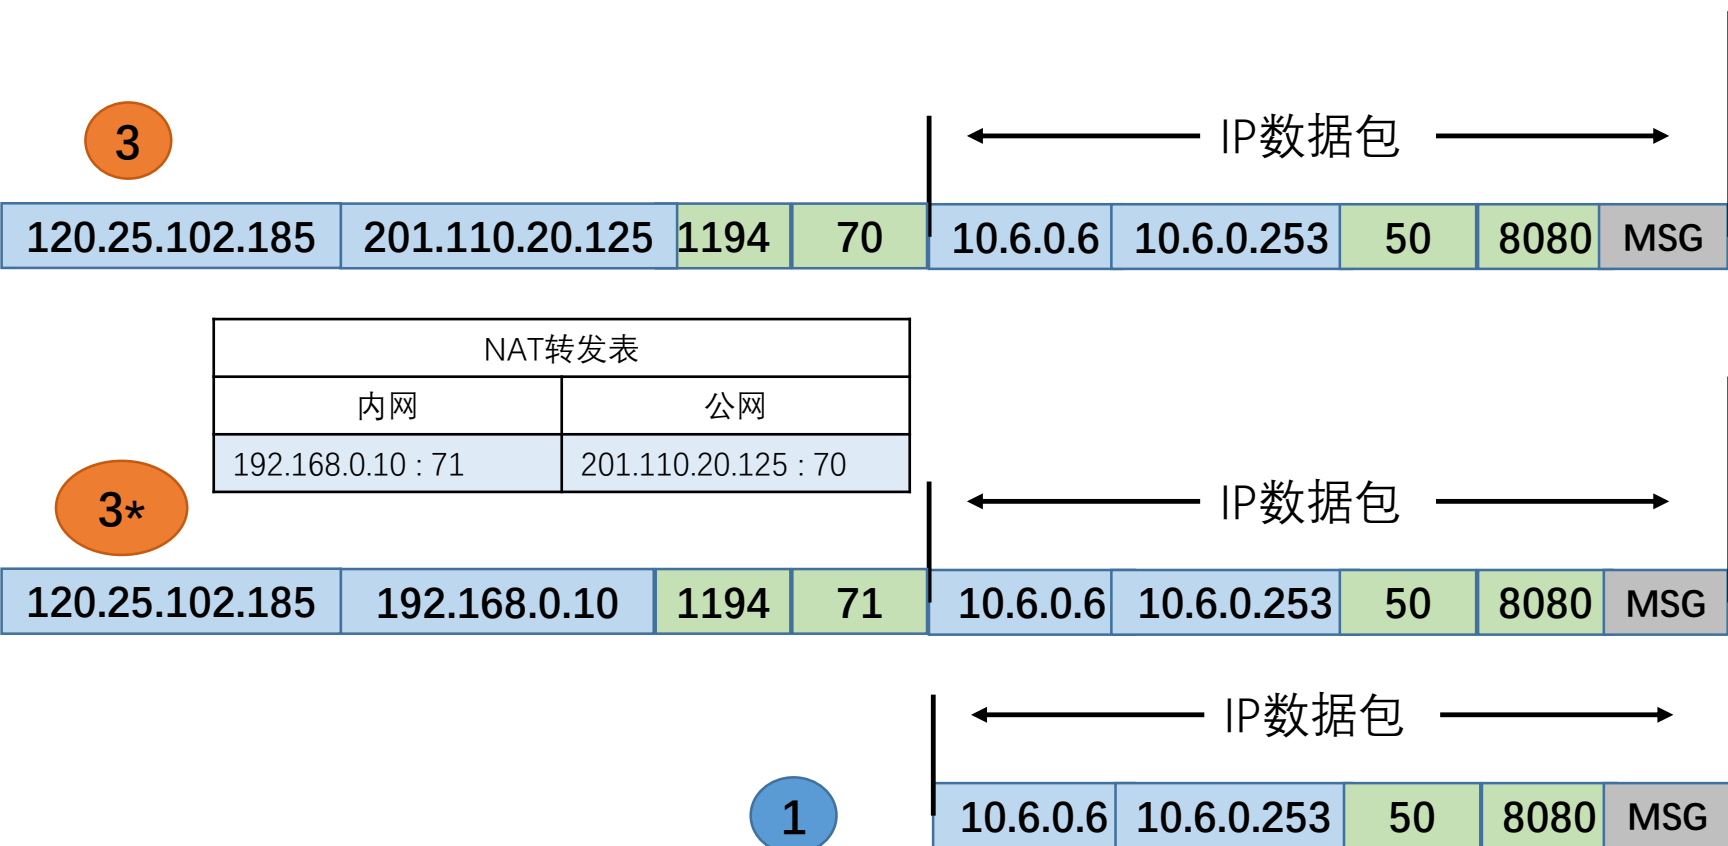 3
IP数据包
120.25.102.185 201.110.20.125 1194 70 10.6.0.6 10.6.0.253 50 8080 MSG
NAT转发表
内网 公网
192.168.0.10 : 71 201.110.20.125 : 70
3*
IP数据包
120.25.102.185 192.168.0.10 1194 71 10.6.0.6 10.6.0.253 50 8080 MSG
IP数据包
1
10.6.0.6 10.6.0.253 50 8080 MSG